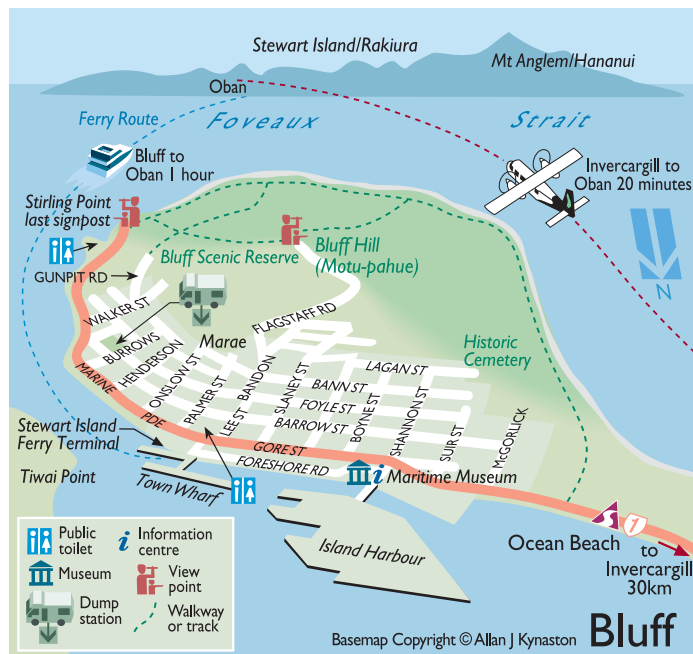 Stewart Island/Rakiura
Mt Anglem/Hananui
Oban
Ferry Route
Foveaux Strait
Bluff to
Oban 1 hour
Invercargill to
Oban 20 minutes
Stirling Point
last signpost
N
Bluff Hill
(Motu-pahue)
Bluff Scenic Reserve
GUNPIT RD
WALKER ST
FLAGSTAFF RD
Marae
Historic
Cemetery
BURROWS
HENDERSON
ONSLOW ST
PALMER ST
LEE ST
BANDON
SLANEY ST
LAGAN ST
BANN ST
FOYLE ST
BARROW ST
BOYNE ST
SHANNON ST
SUIR ST
McGORLICK
MARINE
PDE
GORE ST
FORESHORE RD
Stewart Island
Ferry Terminal
Tiwai Point
Town Wharf
i Maritime Museum
Island Harbour
Ocean Beach
1
to
Invercargill
30km
Public
toilet
i Information
centre
Museum
View
point
Dump
station
Walkway
or track
Basemap Copyright © Allan J Kynaston
Bluff